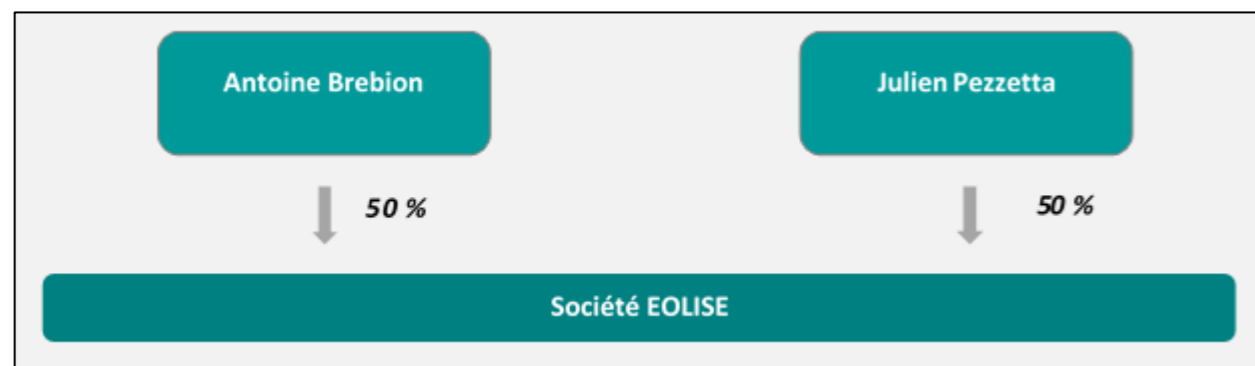 Antoine Brebion
Julien Pezzetta
50 %
50 %
Société EOLISE